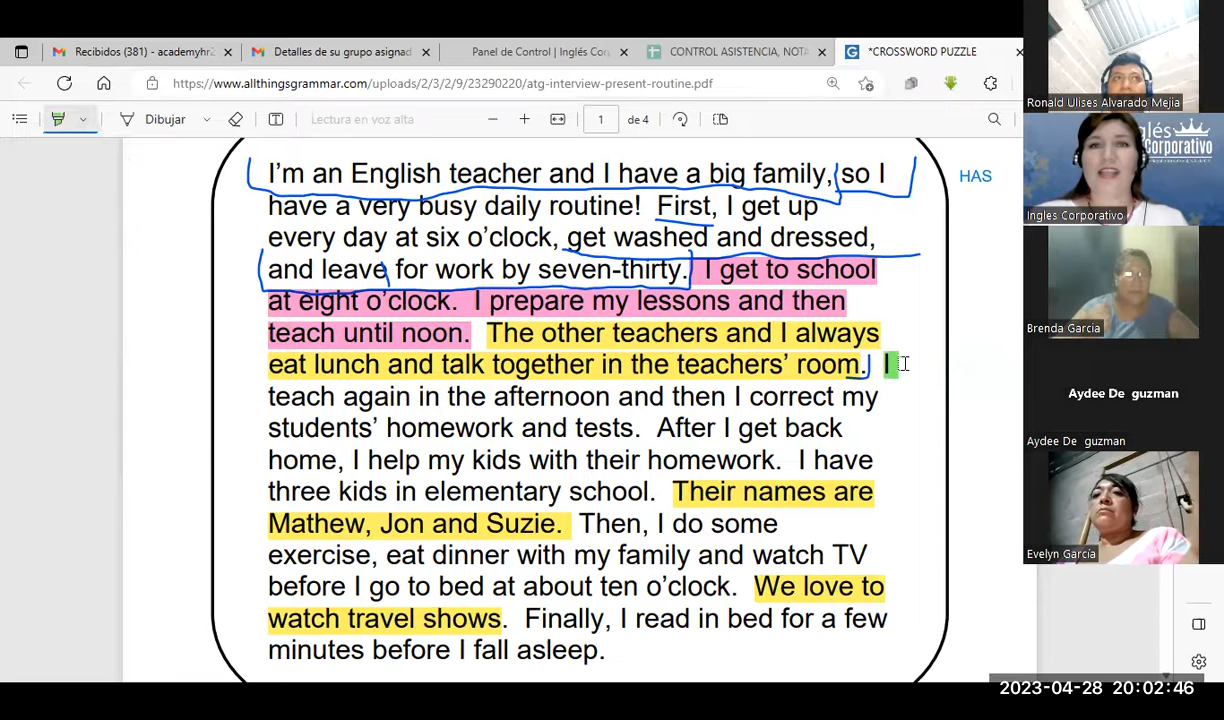 Recibidos (381) - academyhr2
Detalles de su grupo asignad
Panel de Control | Inglés Cor
CONTROL ASISTENCIA, NOTA
*CROSSWORD PUZZLE
https://www.allthingsgrammar.com/uploads/2/3/2/9/23290220/atg-interview-present-routine.pdf
Dibujar
Lectura en voz alta
1 de 4
I'm an English teacher and I have a big family, so I
have a very busy daily routine! First, I get up
every day at six o'clock, get washed and dressed,
and leave for work by seven-thirty. I get to school
at eight o'clock. I prepare my lessons and then
teach until noon. The other teachers and I always
eat lunch and talk together in the teachers' room. I
teach again in the afternoon and then I correct my
students' homework and tests. After I get back
home, I help my kids with their homework. I have
three kids in elementary school. Their names are
Mathew, Jon and Suzie. Then, I do some
exercise, eat dinner with my family and watch TV
before I go to bed at about ten o'clock. We love to
watch travel shows. Finally, I read in bed for a few
minutes before I fall asleep.
HAS
Ronald Ulises Alvarado Mejia
glés
Corporativo
Ingles Corporativo
Brenda Garcia
Aydee De guzman
Aydee De guzman
Evelyn García
2023-04-28 20:02:46